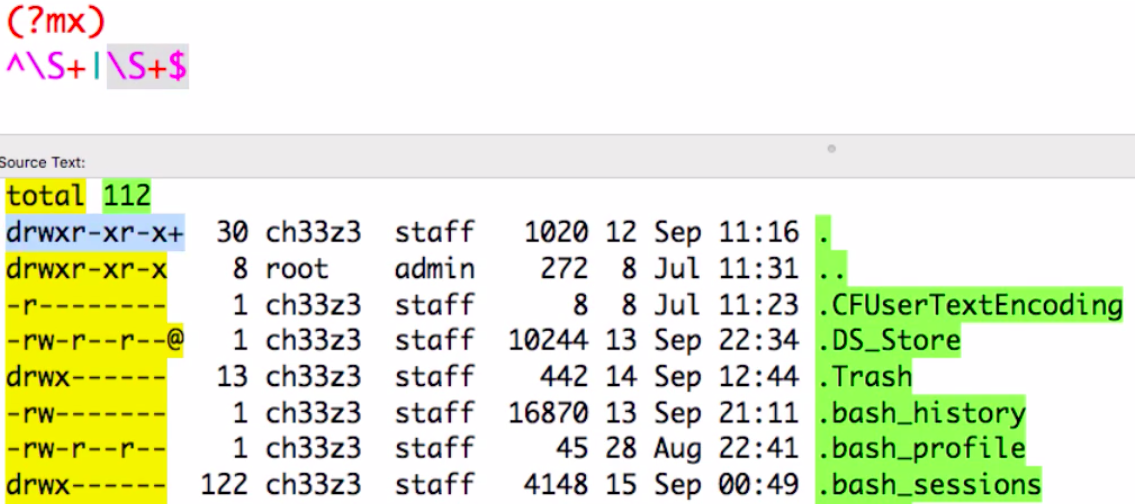 (?mx)
^\S+|\S+$
Source Text:
total 112
drwxr-xr-x+  30 ch33z3  staff   1020 12 Sep 11:16 .
drwxr-xr-x    8 root    admin    272  8 Jul 11:31 ..
-r--------    1 ch33z3  staff      8  8 Jul 11:23 .CFUserTextEncoding
-rw-r--r--@   1 ch33z3  staff  10244 13 Sep 22:34 .DS_Store
drwx------   13 ch33z3  staff    442 14 Sep 12:44 .Trash
-rw-------    1 ch33z3  staff  16870 13 Sep 21:11 .bash_history
-rw-r--r--    1 ch33z3  staff     45 28 Aug 22:41 .bash_profile
drwx------  122 ch33z3  staff   4148 15 Sep 00:49 .bash_sessions